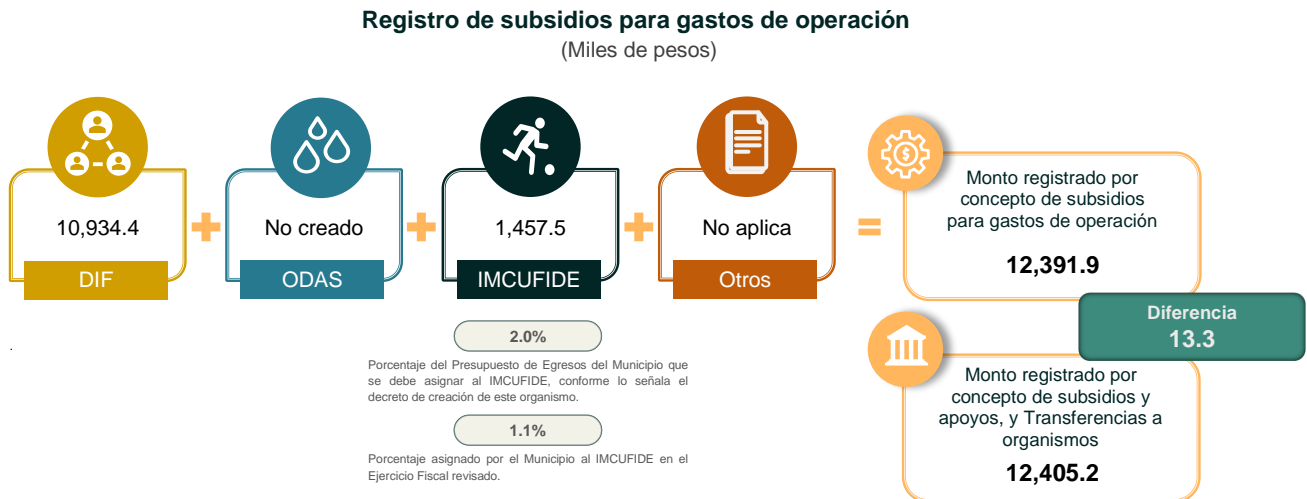 Registro de subsidios para gastos de operación
(Miles de pesos)
10,934.4
DIF
No creado
ODAS
1,457.5
IMCUFIDE
No aplica
Otros
Monto registrado por
concepto de subsidios
para gastos de operación
12,391.9
Diferencia
13.3
Monto registrado por
concepto de subsidios y
apoyos, y Transferencias a
organismos
12,405.2
2.0%
Porcentaje del Presupuesto de Egresos del Municipio que
se debe asignar al IMCUFIDE, conforme lo señala el
decreto de creación de este organismo.
1.1%
Porcentaje asignado por el Municipio al IMCUFIDE en el
Ejercicio Fiscal revisado.